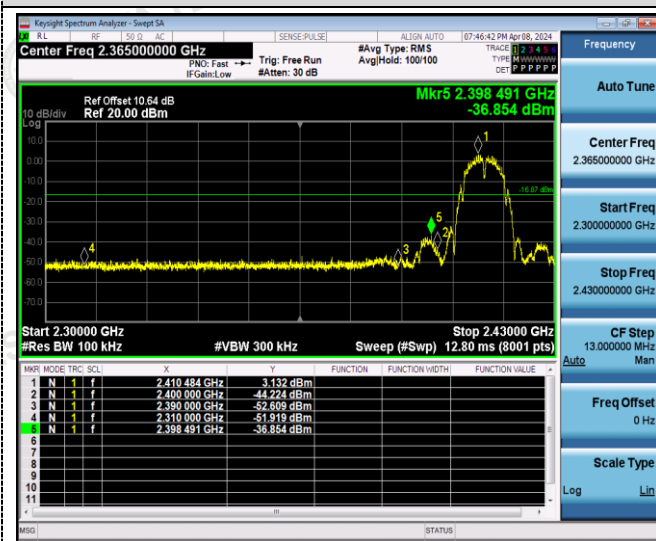 Keysight Spectrum Analyzer - Swept SA
RL RF 50 Ω AC SENSE:PULSE ALIGN AUTO 07:46:42 PM Apr 08, 2024
Center Freq 2.365000000 GHz
PNO: Fast
IFGain:Low
Trig: Free Run
#Atten: 30 dB
#Avg Type: RMS
Avg|Hold: 100/100
TRACE 1 2 3 4 5 6
TYPE M WWWWW
DET P P P P P P
Mkr5 2.398 491 GHz
-36.854 dBm
Ref Offset 10.64 dB
Ref 20.00 dBm
10 dB/div
Log
10.0
0.00
-10.0
-20.0
-30.0
-40.0
-50.0
-60.0
-70.0
1
-16.87 dBm
5
2
3
4
Start 2.30000 GHz Stop 2.43000 GHz
#Res BW 100 kHz #VBW 300 kHz Sweep (#Swp) 12.80 ms (8001 pts)
MKR MODE TRC SCL X Y FUNCTION FUNCTION WIDTH FUNCTION VALUE
1 N 1 f 2.410 484 GHz 3.132 dBm
2 N 1 f 2.400 000 GHz -44.224 dBm
3 N 1 f 2.390 000 GHz -52.609 dBm
4 N 1 f 2.310 000 GHz -51.919 dBm
5 N 1 f 2.398 491 GHz -36.854 dBm
6
7
8
9
10
11
MSG STATUS
Frequency
Auto Tune
Center Freq
2.365000000 GHz
Start Freq
2.300000000 GHz
Stop Freq
2.430000000 GHz
CF Step
13.000000 MHz
Auto Man
Freq Offset
0 Hz
Scale Type
Log Lin